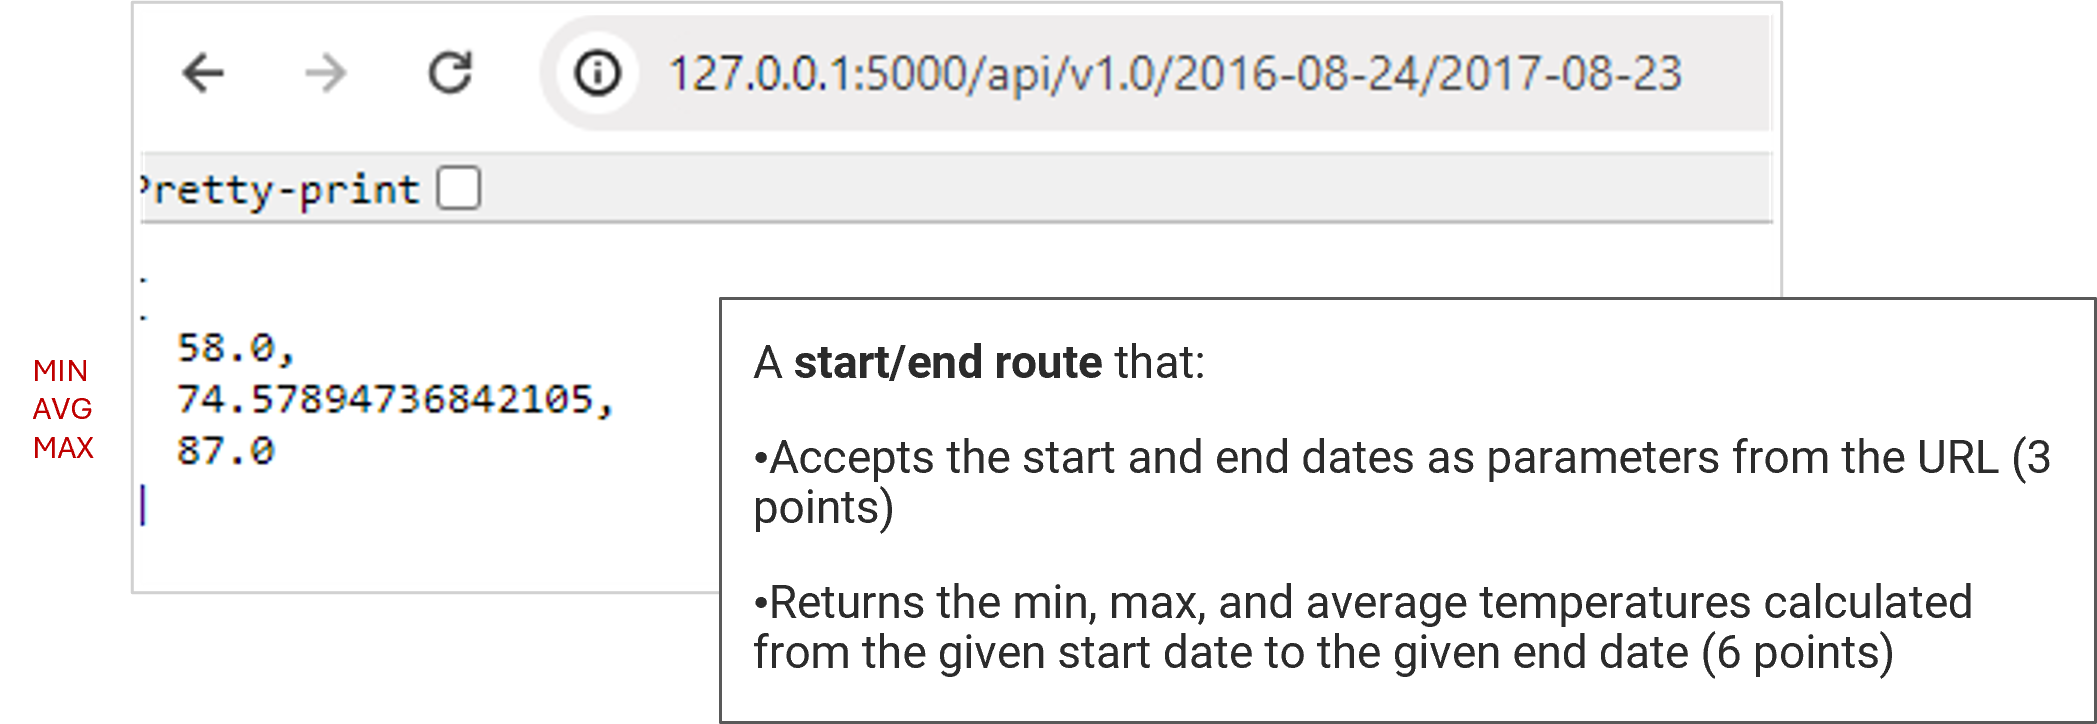 127.0.0.1:5000/api/v1.0/2016-08-24/2017-08-23
Pretty-print
58.0,
74.57894736842105,
87.0
MIN
AVG
MAX
A start/end route that:
•Accepts the start and end dates as parameters from the URL (3
points)
•Returns the min, max, and average temperatures calculated
from the given start date to the given end date (6 points)